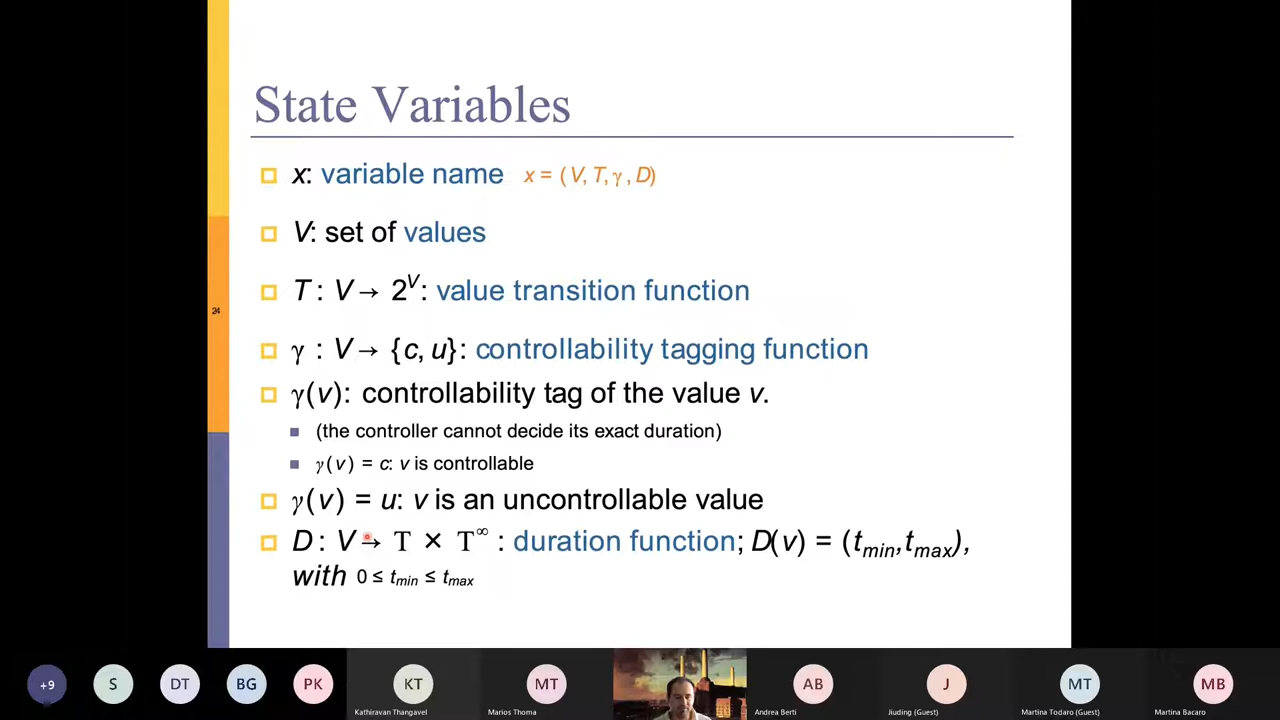 State Variables
x: variable name x = ( V, T, γ , D)
V: set of values
T : V → 2^V: value transition function
24
γ : V → {c, u}: controllability tagging function
γ(v): controllability tag of the value v.
(the controller cannot decide its exact duration)
γ(v) = c: v is controllable
γ(v) = u: v is an uncontrollable value
D : V → T × T^∞ : duration function; D(v) = (t_min,t_max),
with 0 ≤ t_min ≤ t_max
+9 S DT BG PK KT MT AB J MT MB
Kathiravan Thangavel Marios Thoma Andrea Berti Jiuding (Guest) Martina Todaro (Guest) Martina Bacaro